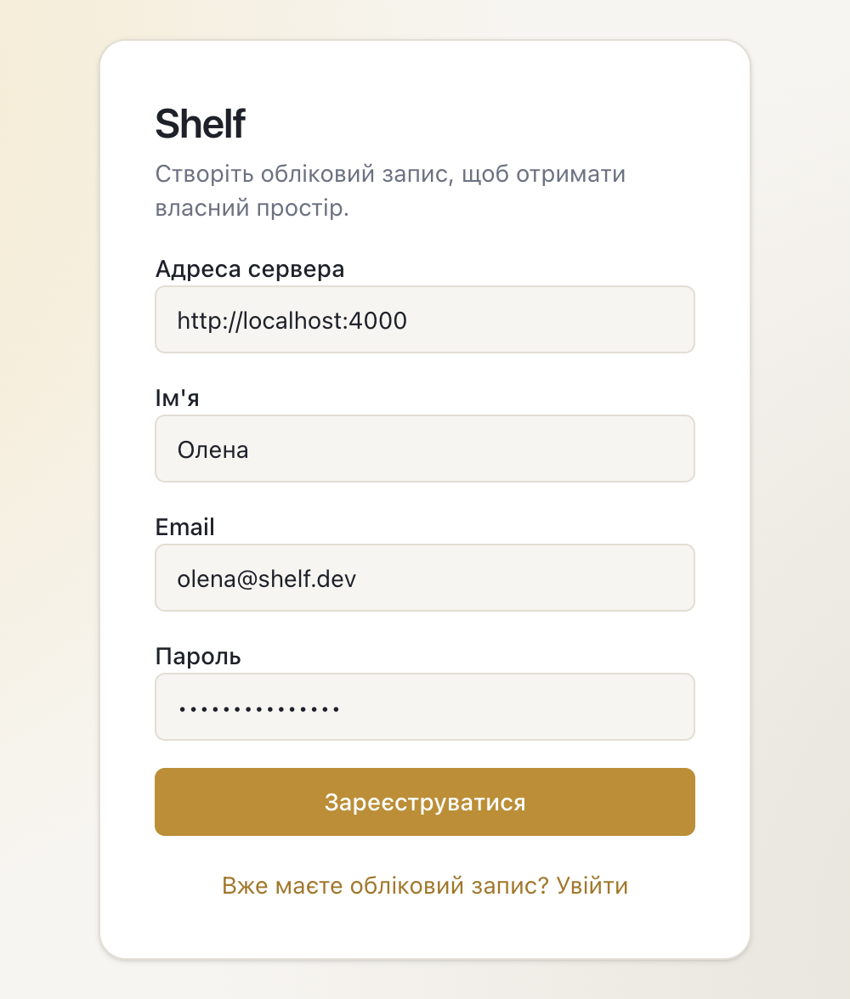 Shelf
Створіть обліковий запис, щоб отримати
власний простір.
Адреса сервера
http://localhost:4000
Ім'я
Олена
Email
olena@shelf.dev
Пароль
•••••••••••••••
Зареєструватися
Вже маєте обліковий запис? Увійти